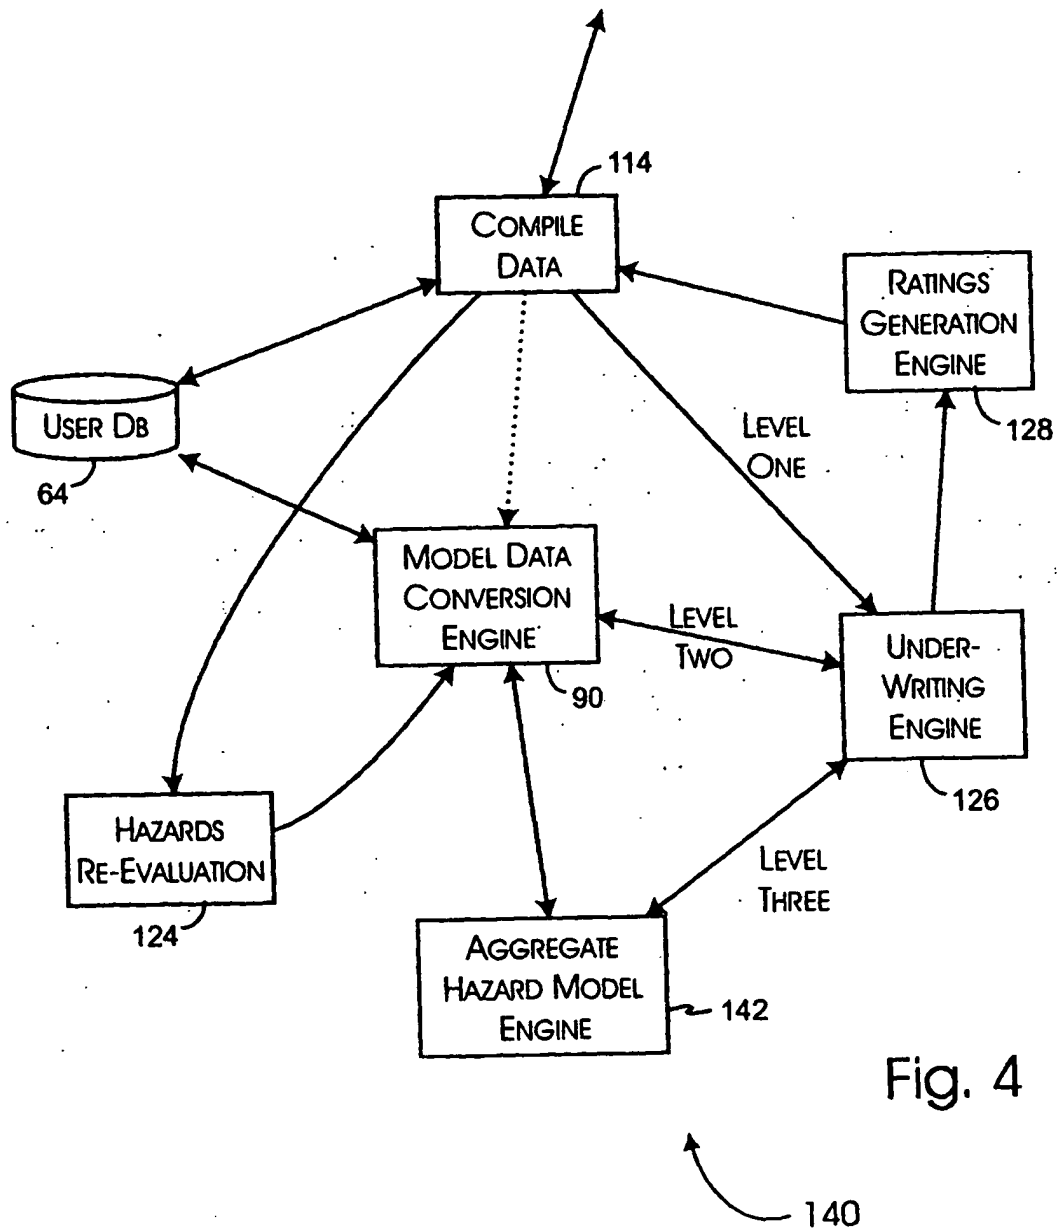 114
COMPILE
DATA
RATINGS
GENERATION
ENGINE
128
USER DB
64
LEVEL
ONE
MODEL DATA
CONVERSION
ENGINE
90
LEVEL
TWO
UNDER-
WRITING
ENGINE
126
HAZARDS
RE-EVALUATION
124
LEVEL
THREE
AGGREGATE
HAZARD MODEL
ENGINE
142
Fig. 4
140